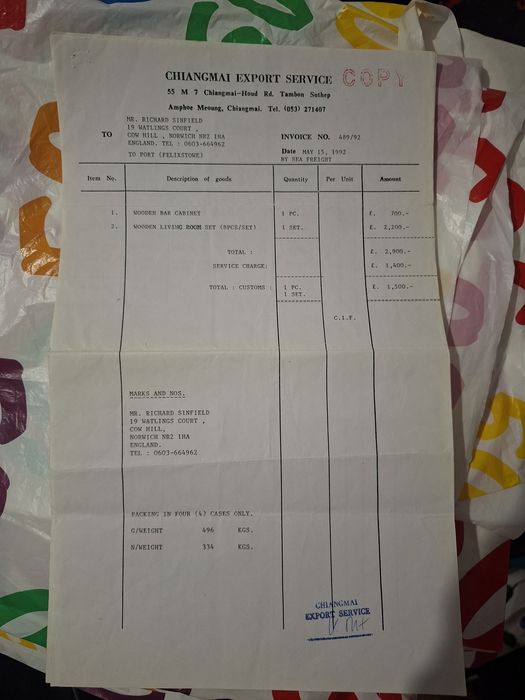 CHIANGMAI EXPORT SERVICE COPY
55 M 7 Chiangmai-Houd Rd. Tambon Suthep
Amphoe Meoung, Chiangmai. Tel. (053) 271407
TO MR. RICHARD SINFIELD
19 WATLINGS COURT ,
COW HILL , NORWICH NR2 1HA
ENGLAND. TEL : 0603-664962
TO PORT (FELIXSTOWE)
INVOICE NO. 489/92
Date MAY 15, 1992
BY SEA FREIGHT
Item No. Description of goods Quantity Per Unit Amount
1. WOODEN BAR CABINET 1 PC. £. 700.-
2. WOODEN LIVING ROOM SET (8PCS/SET) 1 SET. £. 2,200.-
TOTAL : £. 2,900.-
SERVICE CHARGE: £. 1,400.-
TOTAL : CUSTOMS : 1 PC. £. 1,500.-
1 SET.
C.I.F.
MARKS AND NOS.
MR. RICHARD SINFIELD
19 WATLINGS COURT ,
COW HILL,
NORWICH NR2 1HA
ENGLAND.
TEL : 0603-664962
PACKING IN FOUR (4) CASES ONLY.
G/WEIGHT 496 KGS.
N/WEIGHT 334 KGS.
CHIANGMAI
EXPORT SERVICE